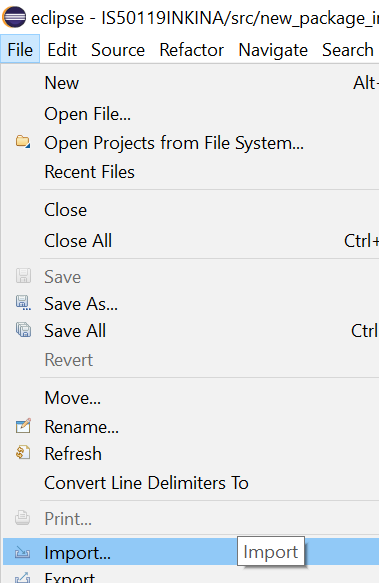 eclipse - IS50119INKINA/src/new_package_i
File Edit Source Refactor Navigate Search
New Alt+
Open File...
Open Projects from File System...
Recent Files
Close
Close All Ctrl+
Save
Save As...
Save All Ctrl
Revert
Move...
Rename...
Refresh
Convert Line Delimiters To
Print...
Import... Import
Export